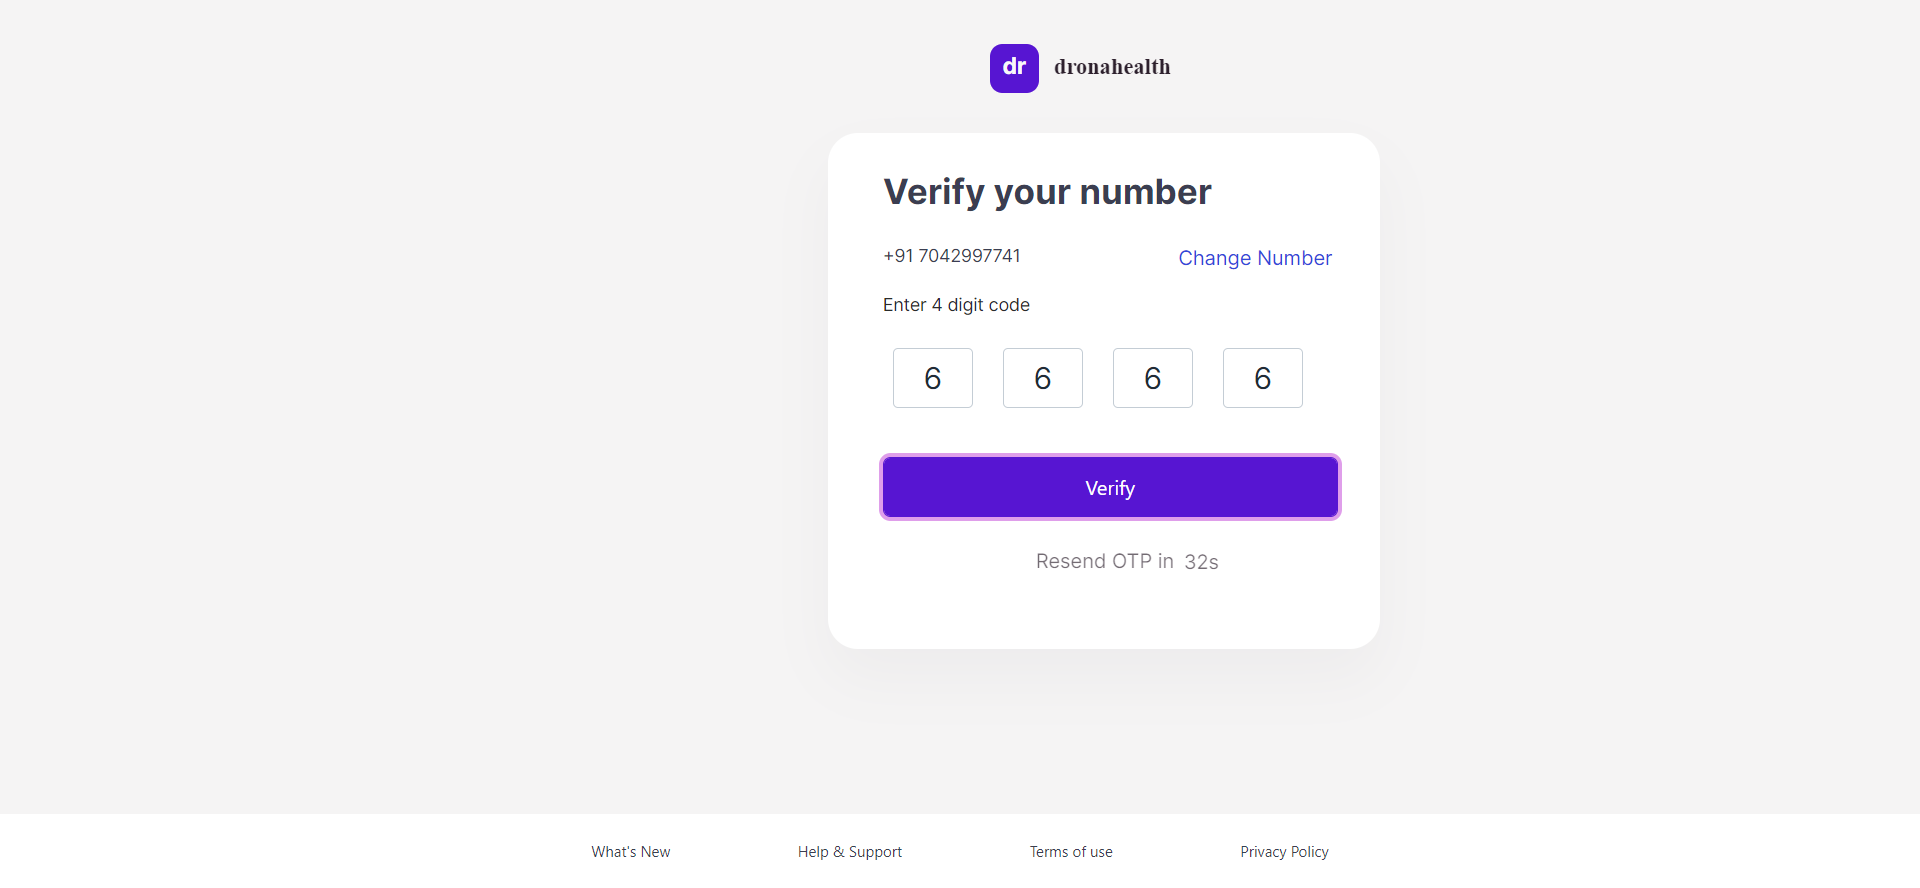 dr dronahealth
Verify your number
+91 7042997741 Change Number
Enter 4 digit code
6 6 6 6
Verify
Resend OTP in 32s
What's New Help & Support Terms of use Privacy Policy